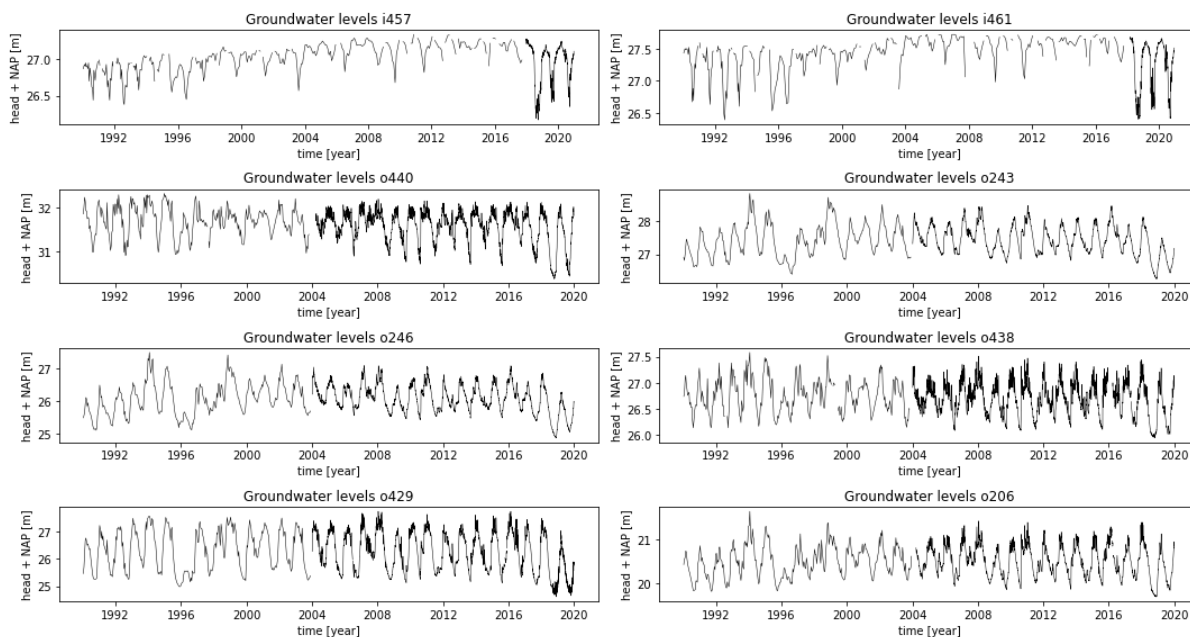 Groundwater levels i457
head + NAP [m]
27.0
26.5
1992 1996 2000 2004 2008 2012 2016 2020
time [year]
Groundwater levels i461
head + NAP [m]
27.5
27.0
26.5
1992 1996 2000 2004 2008 2012 2016 2020
time [year]
Groundwater levels o440
head + NAP [m]
32
31
1992 1996 2000 2004 2008 2012 2016 2020
time [year]
Groundwater levels o243
head + NAP [m]
28
27
1992 1996 2000 2004 2008 2012 2016 2020
time [year]
Groundwater levels o246
head + NAP [m]
27
26
25
1992 1996 2000 2004 2008 2012 2016 2020
time [year]
Groundwater levels o438
head + NAP [m]
27.5
27.0
26.5
26.0
1992 1996 2000 2004 2008 2012 2016 2020
time [year]
Groundwater levels o429
head + NAP [m]
27
26
25
1992 1996 2000 2004 2008 2012 2016 2020
time [year]
Groundwater levels o206
head + NAP [m]
21
20
1992 1996 2000 2004 2008 2012 2016 2020
time [year]